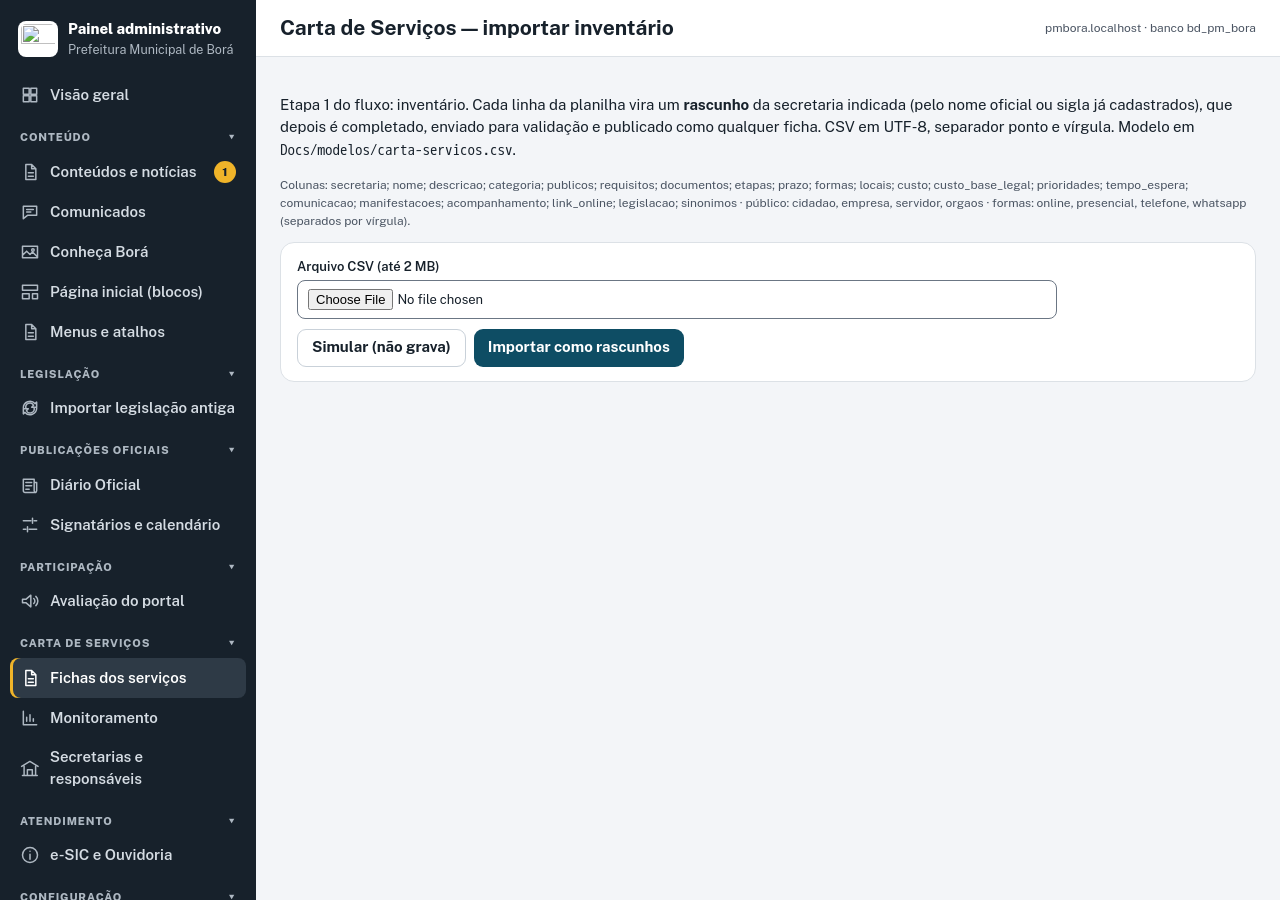 Painel administrativo
Prefeitura Municipal de Borá
Visão geral
CONTEÚDO
Conteúdos e notícias 1
Comunicados
Conheça Borá
Página inicial (blocos)
Menus e atalhos
LEGISLAÇÃO
Importar legislação antiga
PUBLICAÇÕES OFICIAIS
Diário Oficial
Signatários e calendário
PARTICIPAÇÃO
Avaliação do portal
CARTA DE SERVIÇOS
Fichas dos serviços
Monitoramento
Secretarias e
responsáveis
ATENDIMENTO
e-SIC e Ouvidoria
CONFIGURAÇÃO
Carta de Serviços — importar inventário
pmbora.localhost · banco bd_pm_bora
Etapa 1 do fluxo: inventário. Cada linha da planilha vira um rascunho da secretaria indicada (pelo nome oficial ou sigla já cadastrados), que
depois é completado, enviado para validação e publicado como qualquer ficha. CSV em UTF-8, separador ponto e vírgula. Modelo em
Docs/modelos/carta-servicos.csv.
Colunas: secretaria; nome; descricao; categoria; publicos; requisitos; documentos; etapas; prazo; formas; locais; custo; custo_base_legal; prioridades; tempo_espera;
comunicacao; manifestacoes; acompanhamento; link_online; legislacao; sinonimos · público: cidadao, empresa, servidor, orgaos · formas: online, presencial, telefone, whatsapp
(separados por vírgula).
Arquivo CSV (até 2 MB)
Choose File No file chosen
Simular (não grava)
Importar como rascunhos